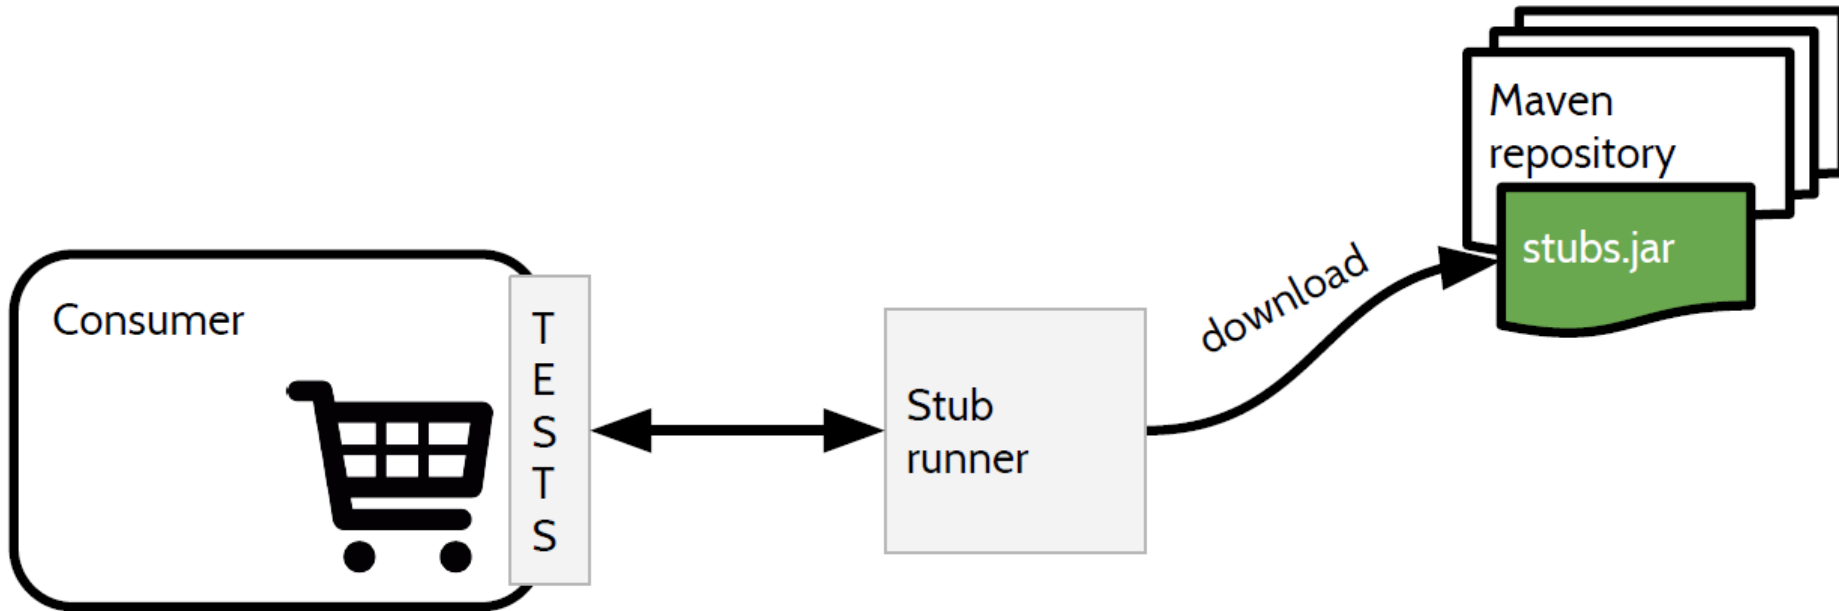 Maven
repository
stubs.jar
download
Consumer
T
E
S
T
S
Stub
runner